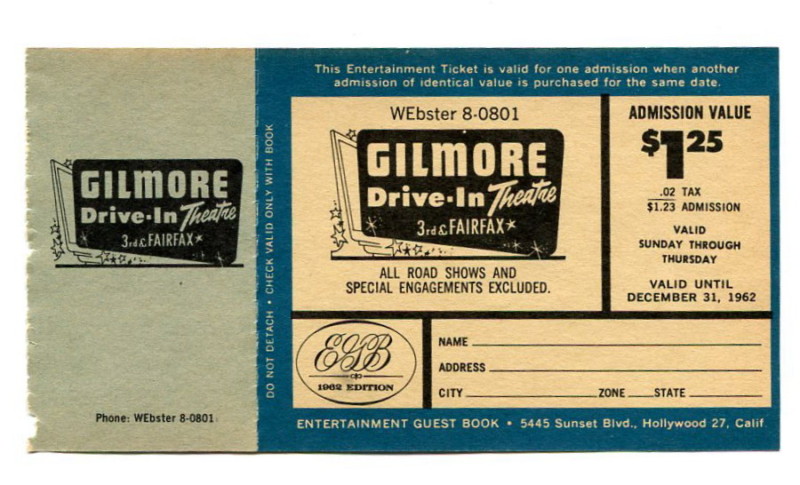 GILMORE
Drive-In Theatre
3rd & FAIRFAX
Phone: WEbster 8-0801
DO NOT DETACH • CHECK VALID ONLY WITH BOOK
This Entertainment Ticket is valid for one admission when another
admission of identical value is purchased for the same date.
WEbster 8-0801
GILMORE
Drive-In Theatre
3rd & FAIRFAX
ALL ROAD SHOWS AND
SPECIAL ENGAGEMENTS EXCLUDED.
ADMISSION VALUE
$1.25
.02 TAX
$1.23 ADMISSION
VALID
SUNDAY THROUGH
THURSDAY
VALID UNTIL
DECEMBER 31, 1962
EGB
1962 EDITION
NAME
ADDRESS
CITY ZONE STATE
ENTERTAINMENT GUEST BOOK • 5445 Sunset Blvd., Hollywood 27, Calif